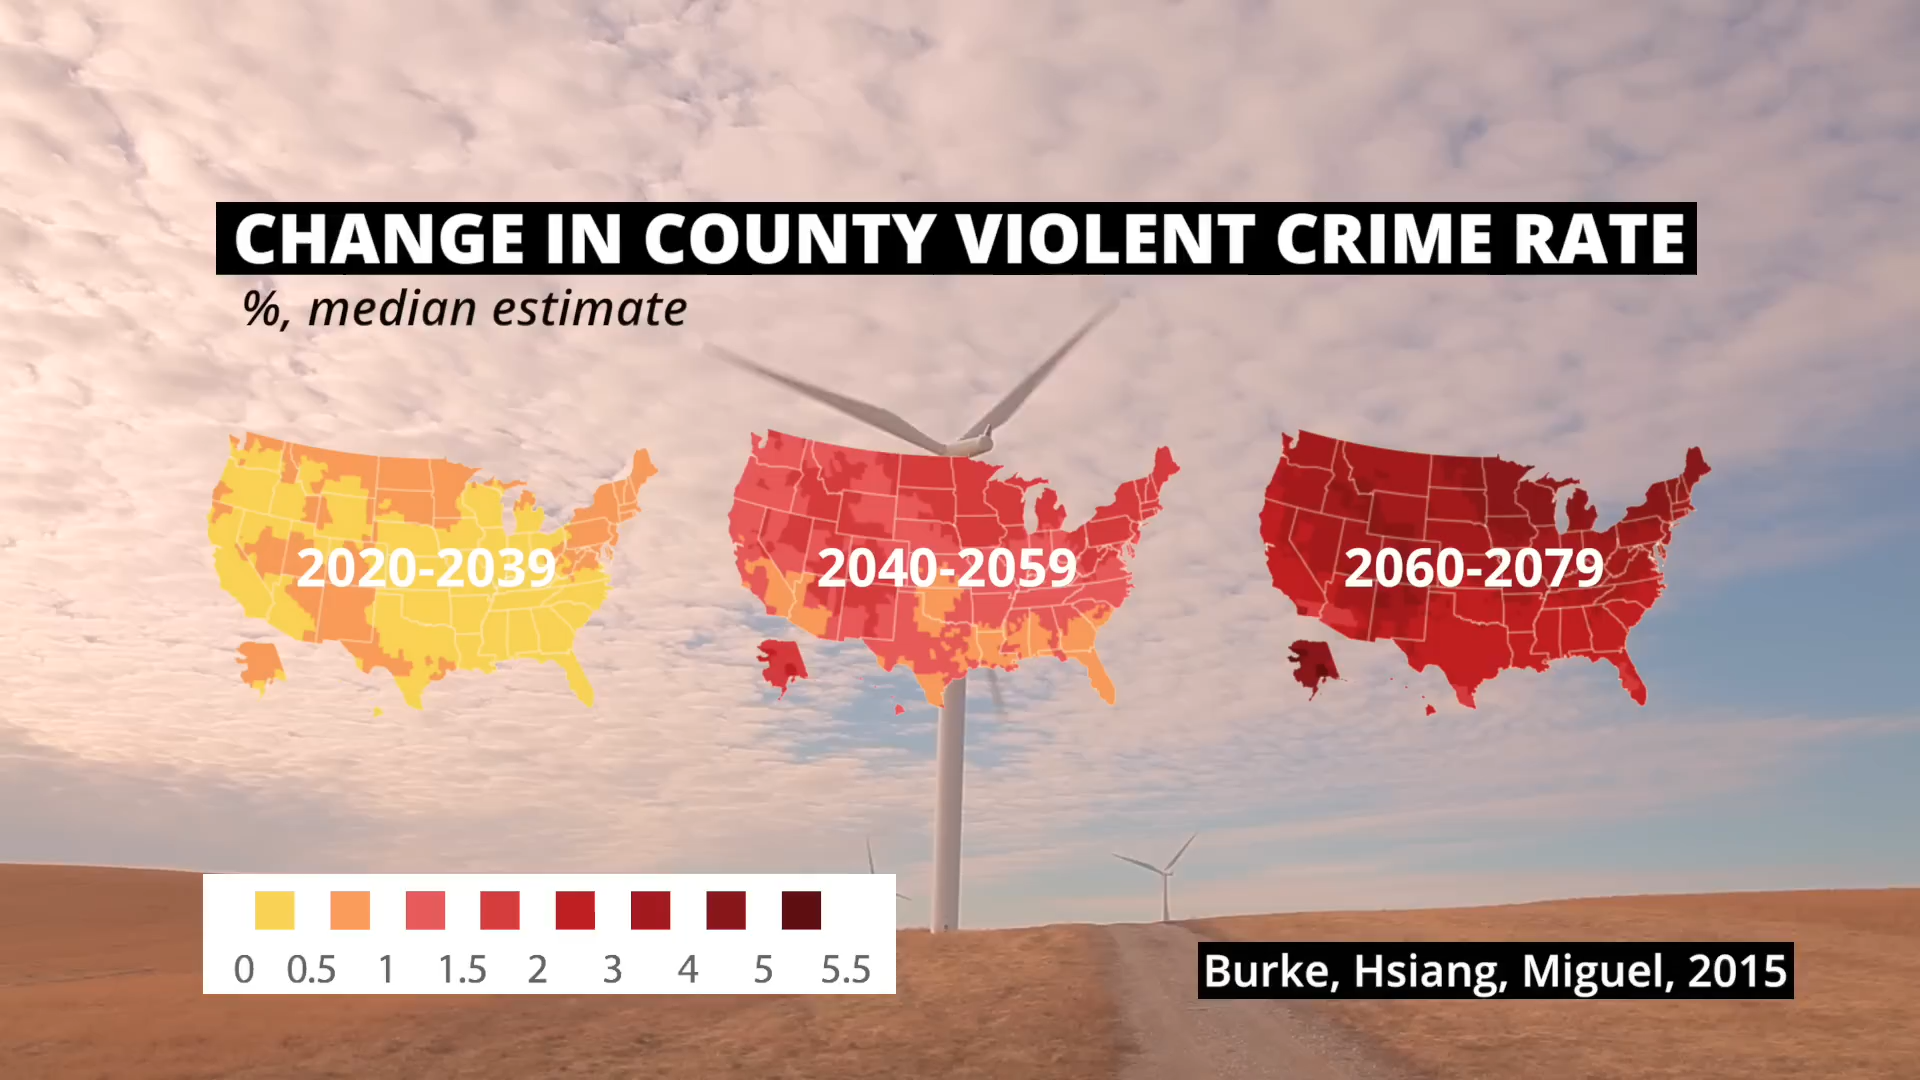 CHANGE IN COUNTY VIOLENT CRIME RATE
%, median estimate
2020-2039 2040-2059 2060-2079
0 0.5 1 1.5 2 3 4 5 5.5
Burke, Hsiang, Miguel, 2015